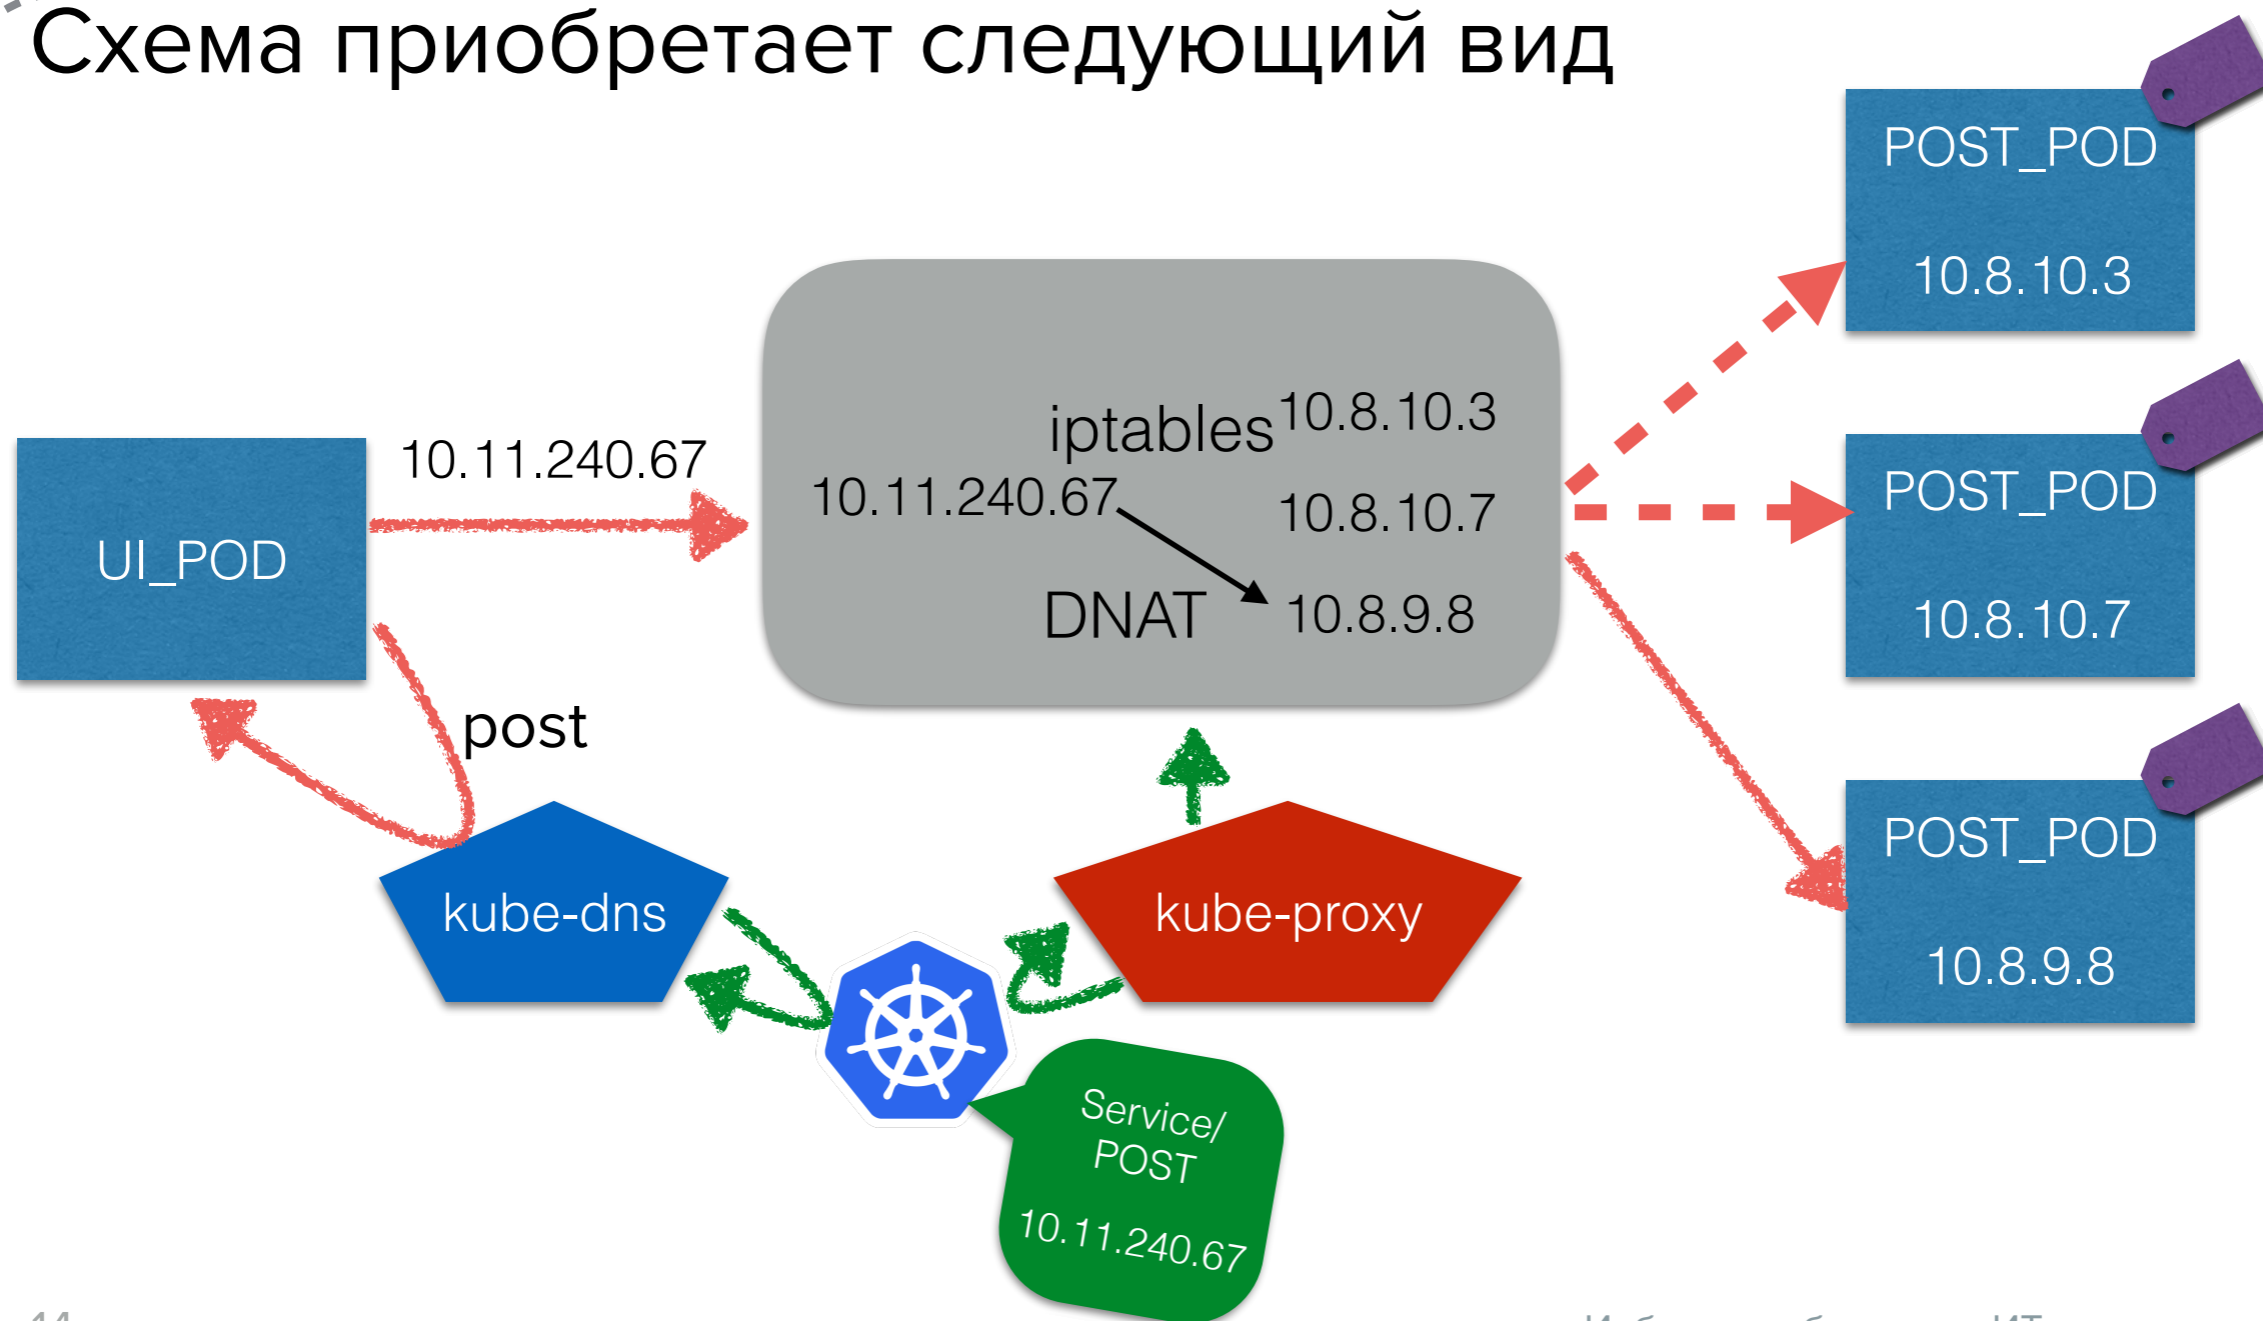 Схема приобретает следующий вид
POST_POD
10.8.10.3
iptables
10.8.10.3
10.11.240.67
10.11.240.67
10.8.10.7
DNAT
10.8.9.8
UI_POD
POST_POD
10.8.10.7
post
kube-dns
kube-proxy
POST_POD
10.8.9.8
Service/
POST
10.11.240.67